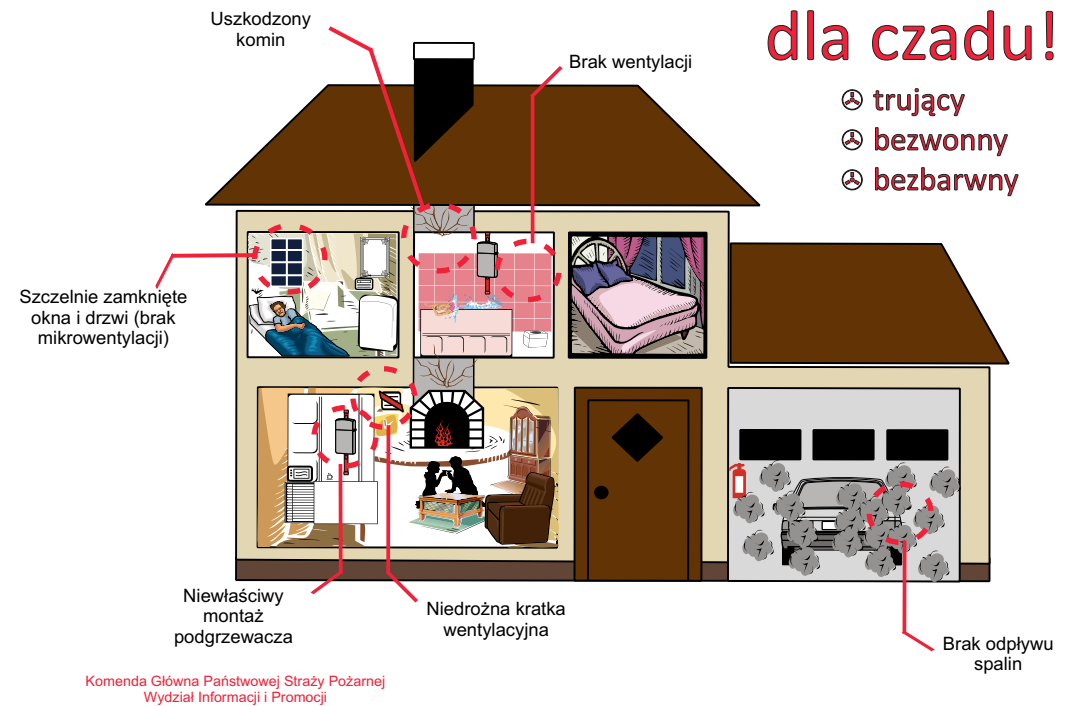 dla czadu!
trujący
bezwonny
bezbarwny
Uszkodzony
komin
Brak wentylacji
Szczelnie zamknięte
okna i drzwi (brak
mikrowentylacji)
Niewłaściwy
montaż
podgrzewacza
Niedrożna kratka
wentylacyjna
Brak odpływu
spalin
Komenda Główna Państwowej Straży Pożarnej
Wydział Informacji i Promocji